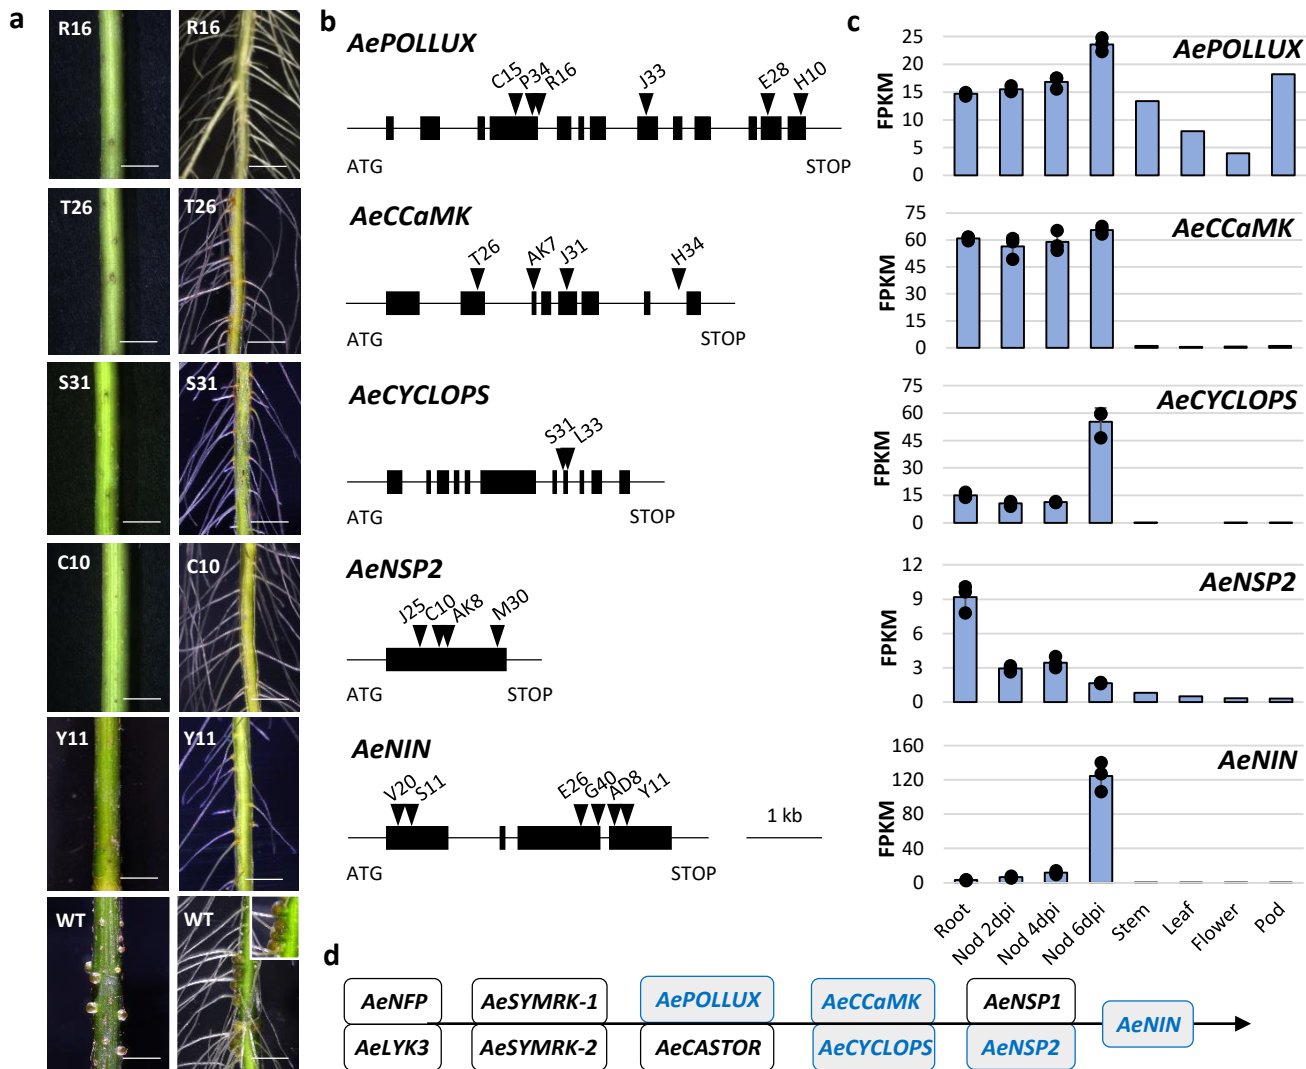 a
R16
R16
T26
T26
S31
S31
C10
C10
Y11
Y11
WT
WT
b
AePOLLUX
C15 P34 R16 J33 E28 H10
ATG STOP
AeCCaMK
T26 AK7 J31 H34
ATG STOP
AeCYCLOPS
S31 L33
ATG STOP
AeNSP2
J25 C10 AK8 M30
ATG STOP
AeNIN
V20 S11 E26 G40 AD8 Y11
ATG STOP
1 kb
c
AePOLLUX
FPKM
25
20
15
10
5
0
AeCCaMK
FPKM
75
60
45
30
15
0
AeCYCLOPS
FPKM
75
60
45
30
15
0
AeNSP2
FPKM
12
9
6
3
0
AeNIN
FPKM
160
120
80
40
0
Root
Nod 2dpi
Nod 4dpi
Nod 6dpi
Stem
Leaf
Flower
Pod
d
AeNFP AeSYMRK-1 AePOLLUX AeCCaMK AeNSP1
AeNIN
AeLYK3 AeSYMRK-2 AeCASTOR AeCYCLOPS AeNSP2